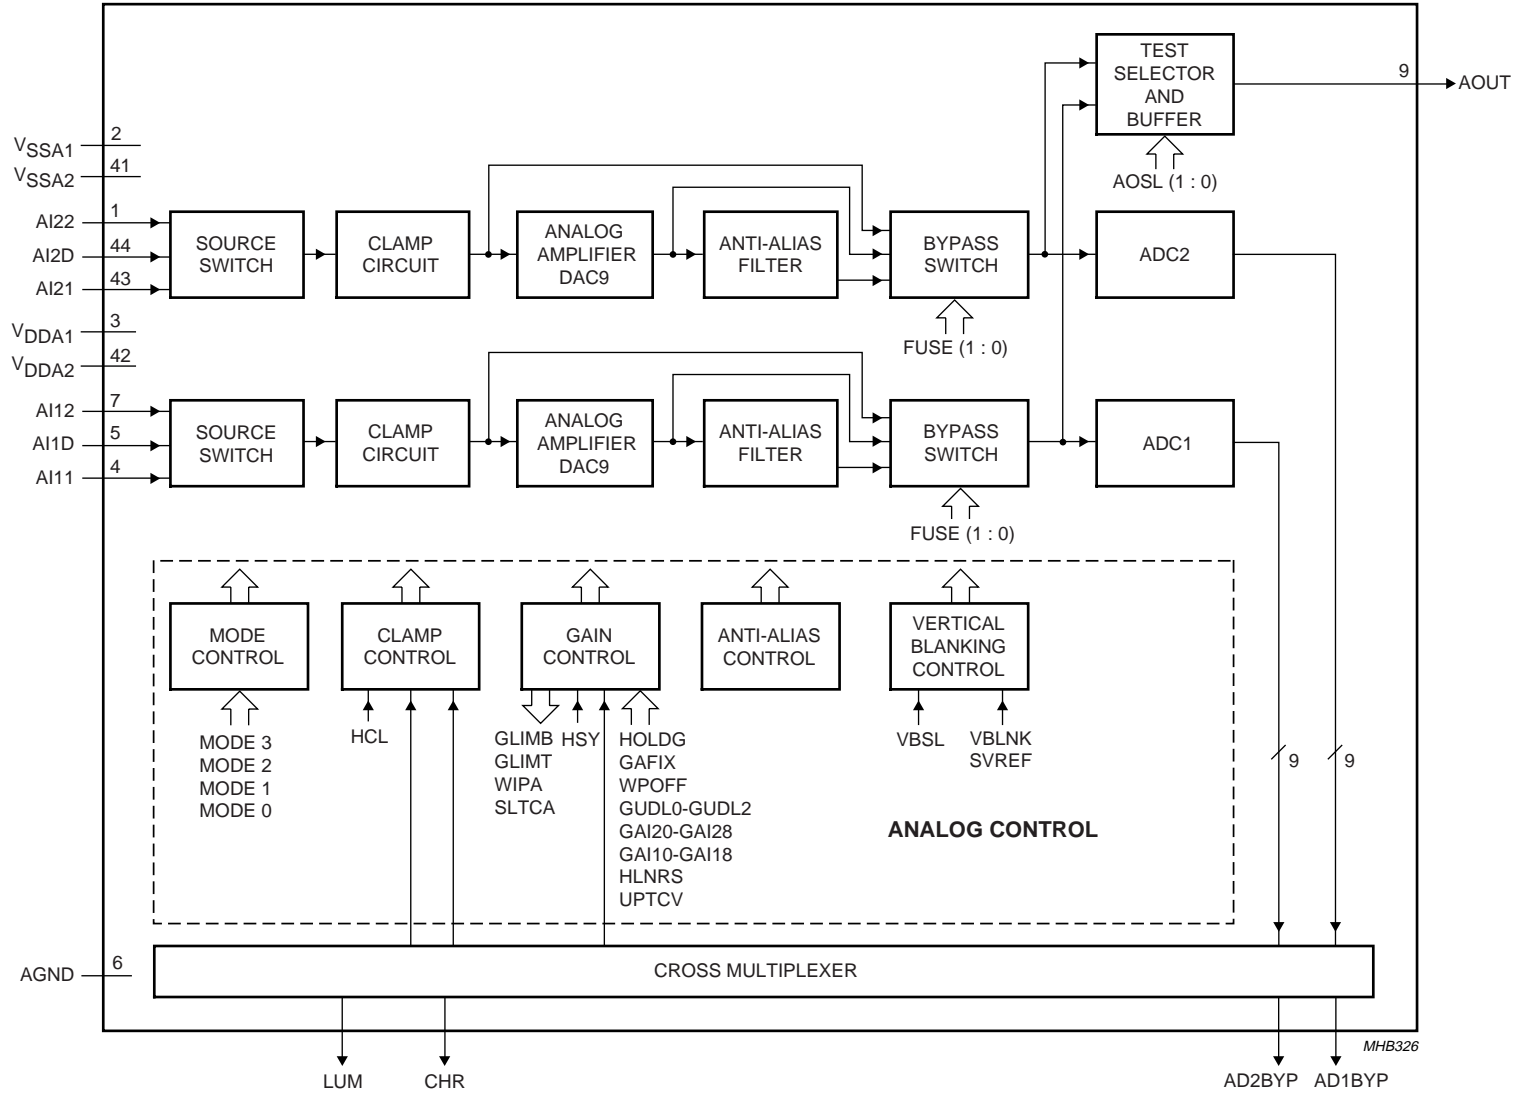 TEST
SELECTOR
AND
BUFFER
9
AOUT
AOSL (1 : 0)
VSSA1
2
VSSA2
41
AI22
1
AI2D
44
AI21
43
SOURCE
SWITCH
CLAMP
CIRCUIT
ANALOG
AMPLIFIER
DAC9
ANTI-ALIAS
FILTER
BYPASS
SWITCH
ADC2
FUSE (1 : 0)
VDDA1
3
VDDA2
42
AI12
7
AI1D
5
AI11
4
SOURCE
SWITCH
CLAMP
CIRCUIT
ANALOG
AMPLIFIER
DAC9
ANTI-ALIAS
FILTER
BYPASS
SWITCH
ADC1
FUSE (1 : 0)
MODE
CONTROL
CLAMP
CONTROL
GAIN
CONTROL
ANTI-ALIAS
CONTROL
VERTICAL
BLANKING
CONTROL
MODE 3
MODE 2
MODE 1
MODE 0
HCL
GLIMB
GLIMT
WIPA
SLTCA
HSY
HOLDG
GAFIX
WPOFF
GUDL0-GUDL2
GAI20-GAI28
GAI10-GAI18
HLNRS
UPTCV
VBSL
VBLNK
SVREF
9
9
ANALOG CONTROL
AGND
6
CROSS MULTIPLEXER
MHB326
LUM
CHR
AD2BYP
AD1BYP